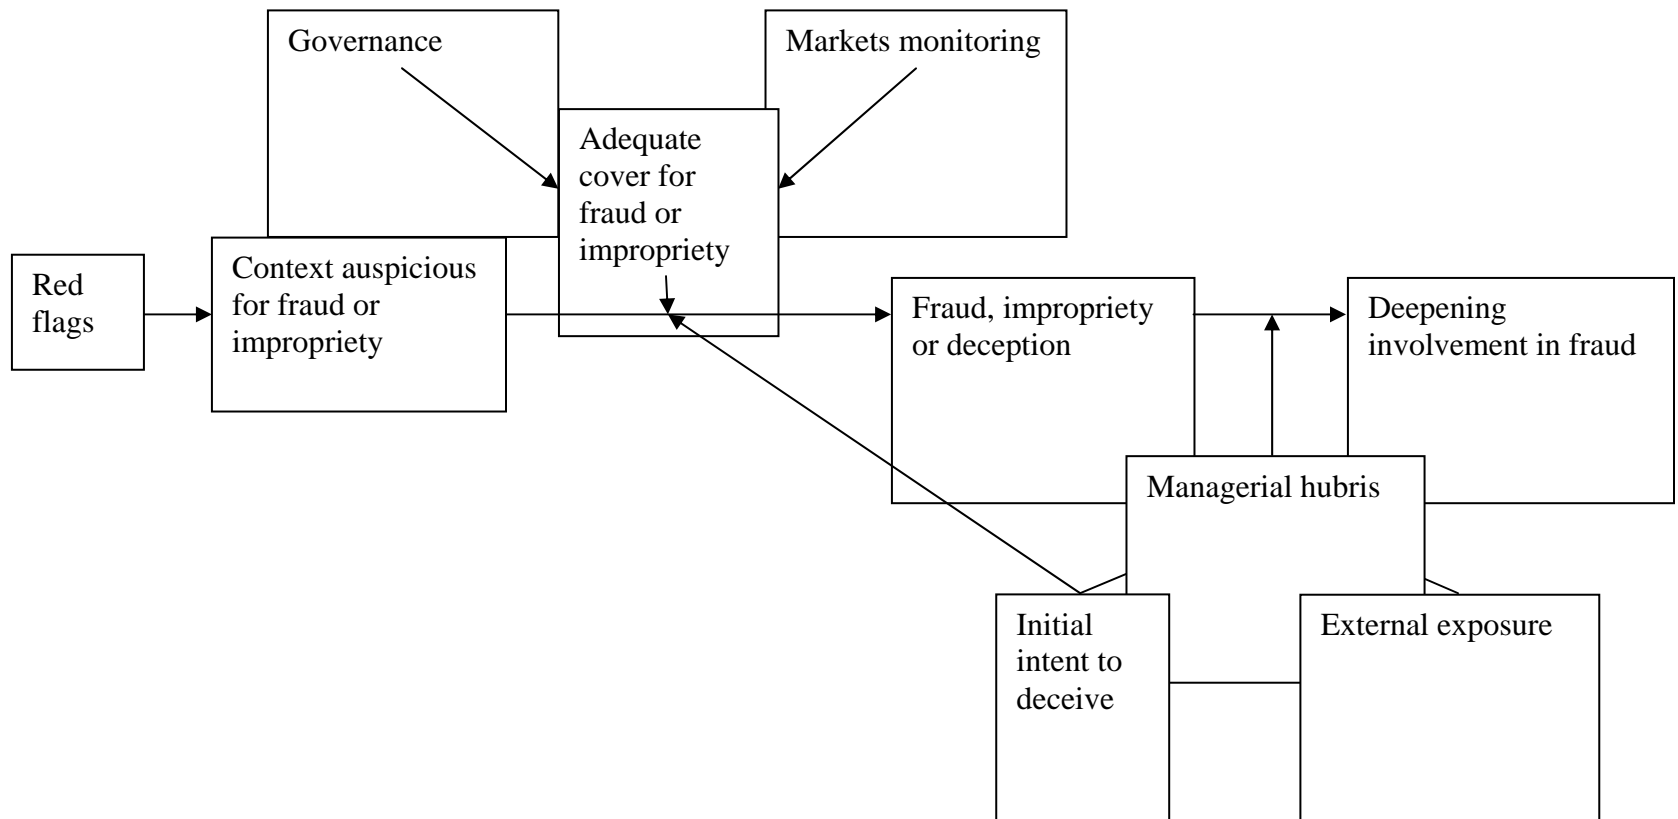 Governance
Markets monitoring
Adequate
cover for
fraud or
impropriety
Red
flags
Context auspicious
for fraud or
impropriety
Fraud, impropriety
or deception
Deepening
involvement in fraud
Managerial hubris
Initial
intent to
deceive
External exposure